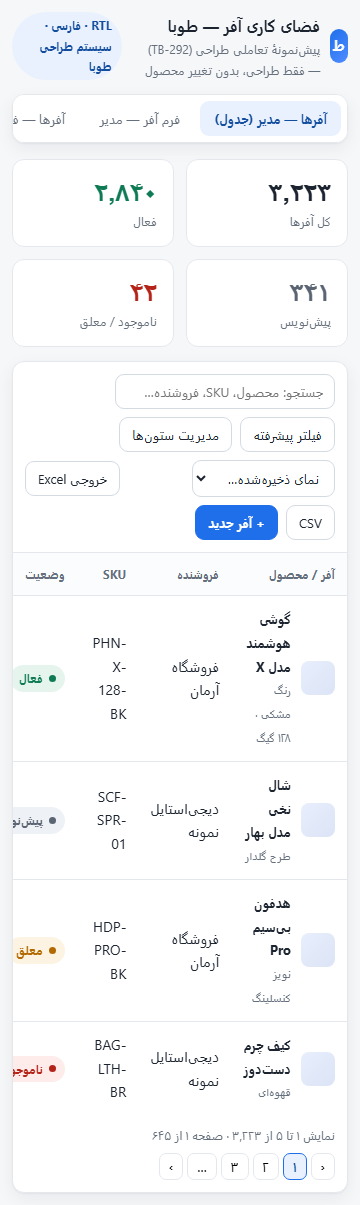 ط
فضای کاری آفر — طوبا
پیش‌نمونهٔ تعاملی طراحی (TB-292)
— فقط طراحی، بدون تغییر محصول
RTL · فارسی ·
سیستم طراحی
طوبا
آفرها — مدیر (جدول)
فرم آفر — مدیر
آفرها — ف
۳,۲۲۳
کل آفرها
۲,۸۴۰
فعال
۳۴۱
پیش‌نویس
۴۲
ناموجود / معلق
جستجو: محصول، SKU، فروشنده…
فیلتر پیشرفته
مدیریت ستون‌ها
نمای ذخیره‌شده…
خروجی Excel
CSV
+ آفر جدید
آفر / محصول
فروشنده
SKU
وضعیت
گوشی
هوشمند
مدل X
رنگ
مشکی ·
۱۲۸ گیگ
فروشگاه
آرمان
PHN-
X-
128-
BK
فعال
شال
نخی
مدل بهار
طرح گلدار
دیجی‌استایل
نمونه
SCF-
SPR-
01
پیش‌نو
هدفون
بی‌سیم
Pro
نویز
کنسلینگ
فروشگاه
آرمان
HDP-
PRO-
BK
معلق
کیف چرم
دست‌دوز
قهوه‌ای
دیجی‌استایل
نمونه
BAG-
LTH-
BR
ناموجو
نمایش ۱ تا ۵ از ۳,۲۲۳ · صفحه ۱ از ۶۴۵
‹ ۱ ۲ ۳ … ›